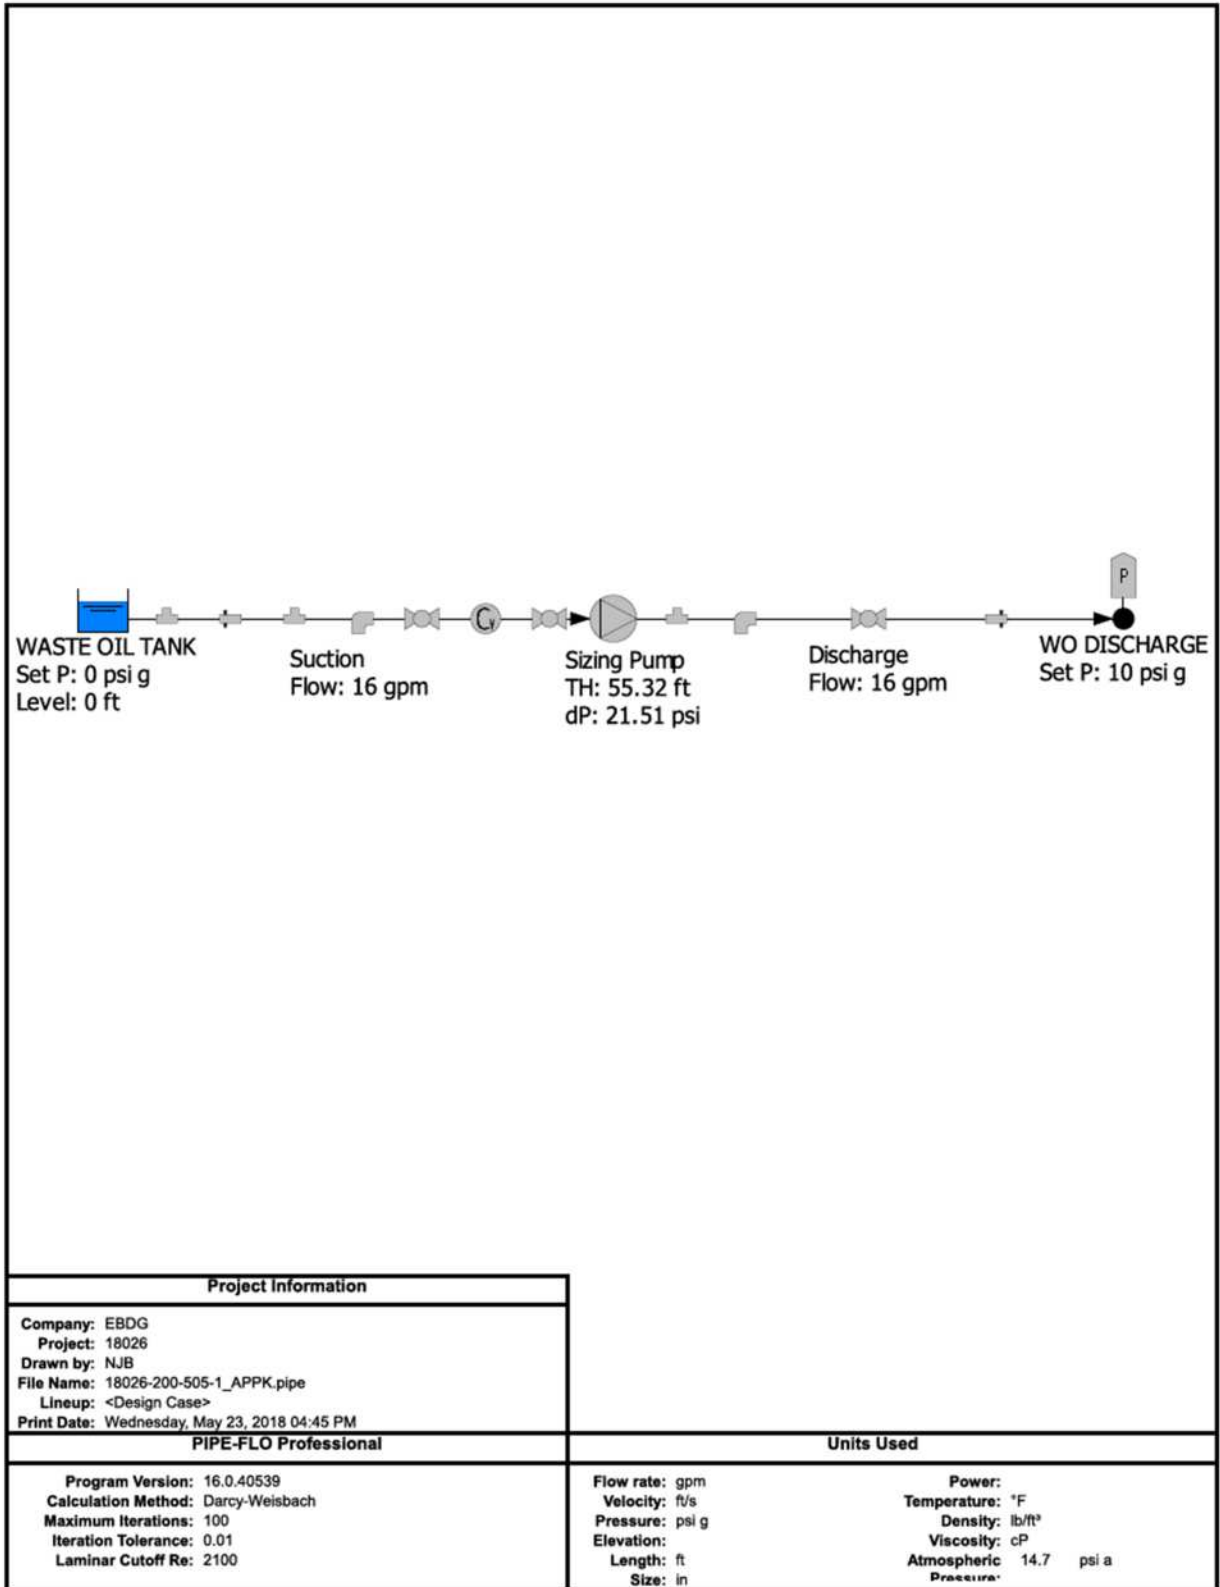 P
WASTE OIL TANK
Set P: 0 psi g
Level: 0 ft
Suction
Flow: 16 gpm
Cv
Sizing Pump
TH: 55.32 ft
dP: 21.51 psi
Discharge
Flow: 16 gpm
WO DISCHARGE
Set P: 10 psi g
Project Information
Company: EBDG
Project: 18026
Drawn by: NJB
File Name: 18026-200-505-1_APPK.pipe
Lineup: <Design Case>
Print Date: Wednesday, May 23, 2018 04:45 PM
PIPE-FLO Professional
Program Version: 16.0.40539
Calculation Method: Darcy-Weisbach
Maximum Iterations: 100
Iteration Tolerance: 0.01
Laminar Cutoff Re: 2100
Units Used
Flow rate: gpm
Velocity: ft/s
Pressure: psi g
Elevation:
Length: ft
Size: in
Power:
Temperature: °F
Density: lb/ft³
Viscosity: cP
Atmospheric 14.7 psi a
Pressure: